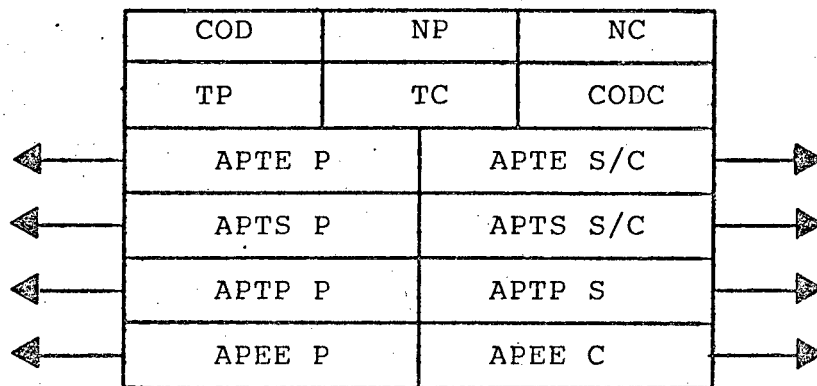 COD NP NC
TP TC CODC
APTE P APTE S/C
APTS P APTS S/C
APTP P APTP S
APEE P APEE C